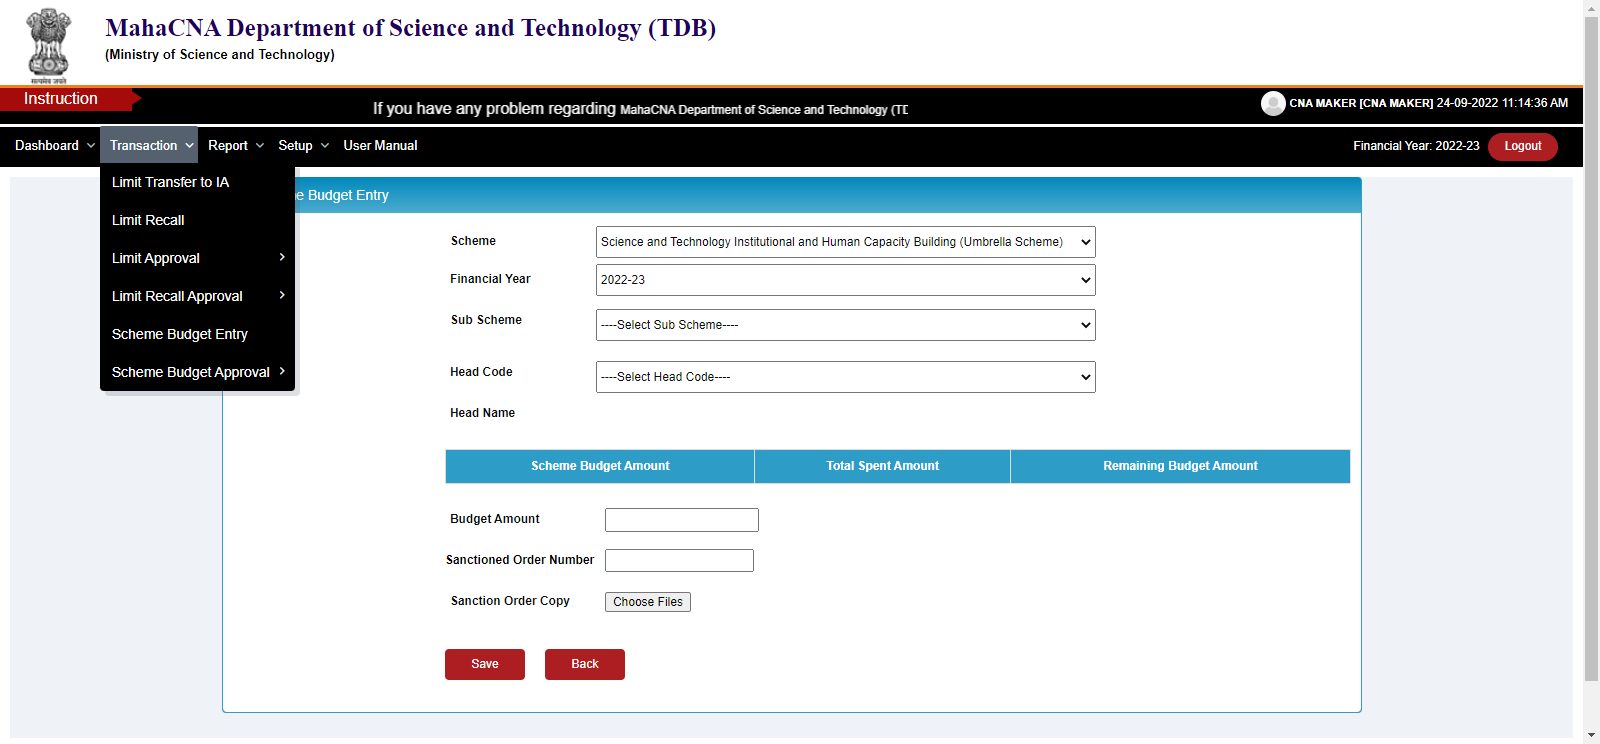 MahaCNA Department of Science and Technology (TDB)
(Ministry of Science and Technology)
सत्यमेव जयते
Instruction
If you have any problem regarding MahaCNA Department of Science and Technology (TD
CNA MAKER [CNA MAKER] 24-09-2022 11:14:36 AM
Dashboard Transaction Report Setup User Manual
Financial Year: 2022-23 Logout
Limit Transfer to IA
Limit Recall
Limit Approval
Limit Recall Approval
Scheme Budget Entry
Scheme Budget Approval
e Budget Entry
Scheme Science and Technology Institutional and Human Capacity Building (Umbrella Scheme)
Financial Year 2022-23
Sub Scheme ----Select Sub Scheme----
Head Code ----Select Head Code----
Head Name
Scheme Budget Amount Total Spent Amount Remaining Budget Amount
Budget Amount
Sanctioned Order Number
Sanction Order Copy Choose Files
Save Back